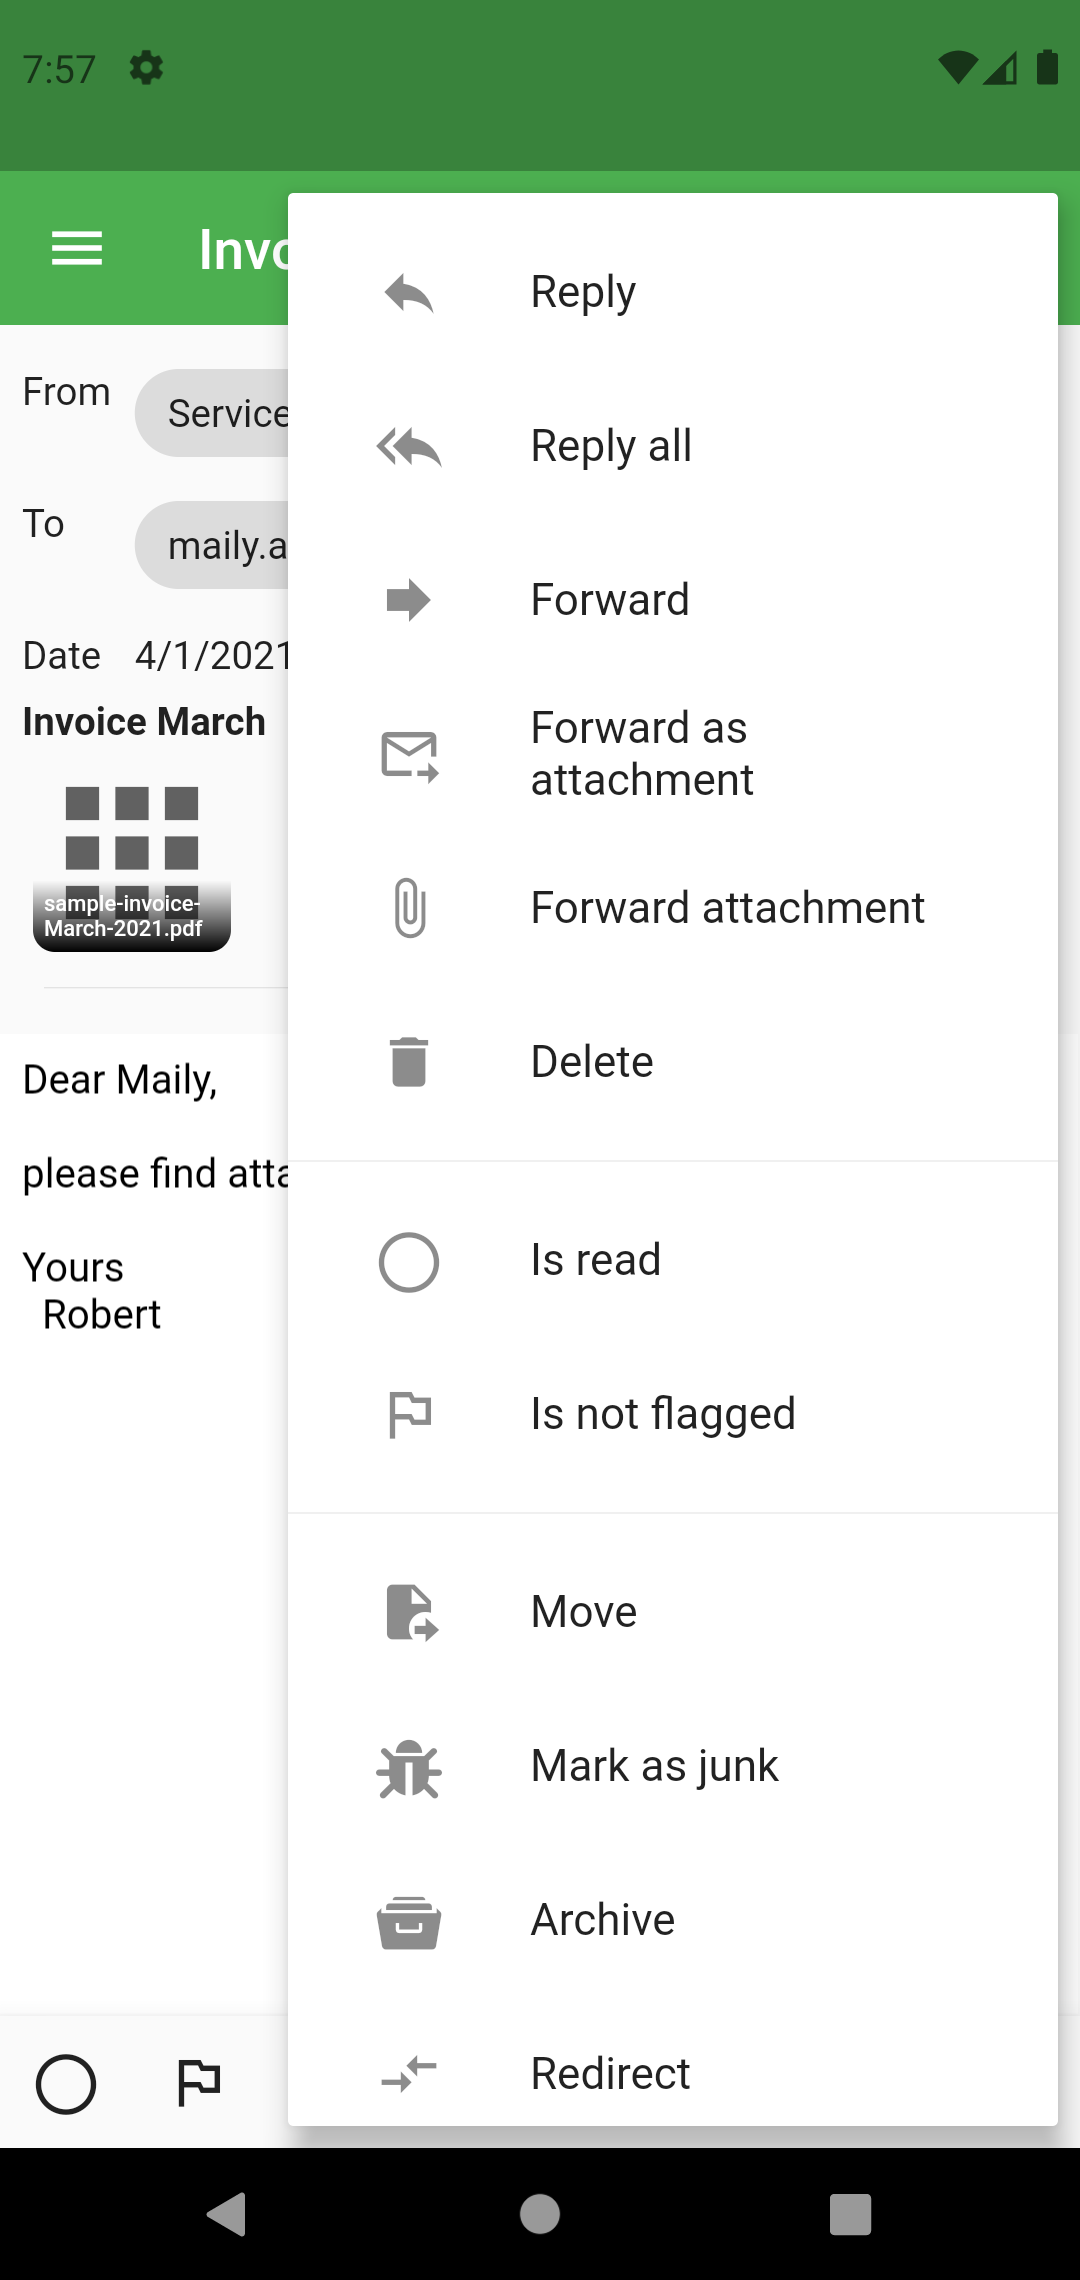 7:57
Invo
Reply
From
Service
Reply all
To
maily.a
Forward
Date 4/1/2021
Invoice March
Forward as
attachment
sample-invoice-
March-2021.pdf
Forward attachment
Delete
Dear Maily,
please find atta
Yours
Robert
Is read
Is not flagged
Move
Mark as junk
Archive
Redirect